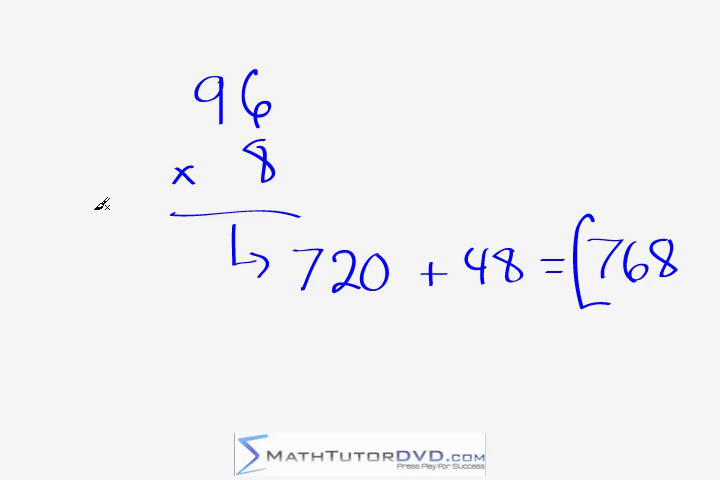 96
x 8
720 + 48 = [768
MATHTUTORDVD.COM
Press Play For Success